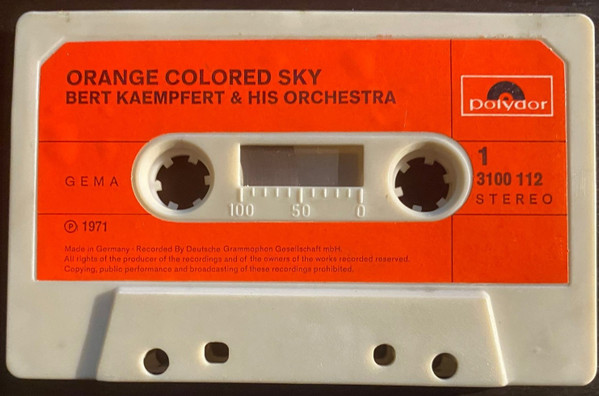 ORANGE COLORED SKY
BERT KAEMPFERT & HIS ORCHESTRA
polydor
GEMA
1
3100 112
STEREO
100 50 0
℗ 1971
Made in Germany · Recorded By Deutsche Grammophon Gesellschaft mbH.
All rights of the producer of the recordings and of the owners of the works recorded reserved.
Copying, public performance and broadcasting of these recordings prohibited.